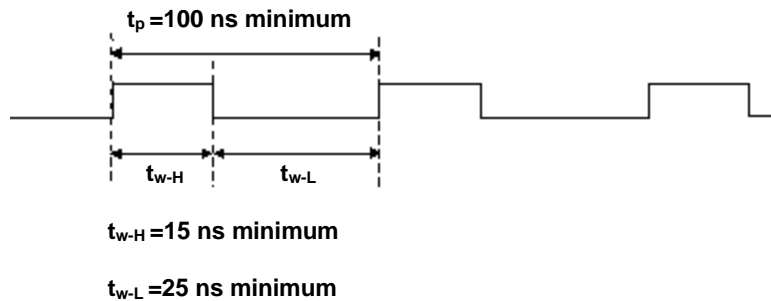 tp =100 ns minimum
tw-H tw-L
tw-H =15 ns minimum
tw-L =25 ns minimum